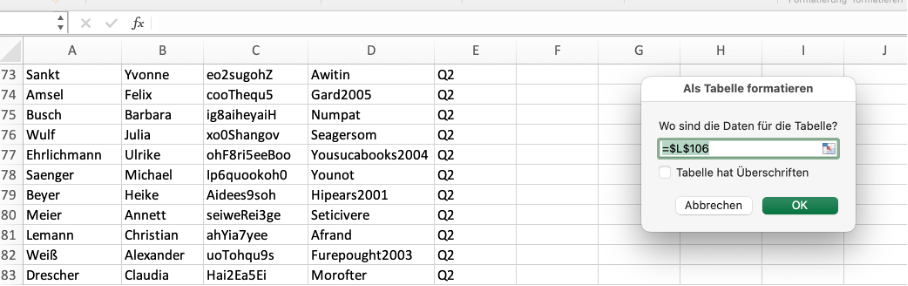 Formatierung formatieren
fx
A B C D E F G H I J
73 Sankt Yvonne eo2sugohZ Awitin Q2
74 Amsel Felix cooThequ5 Gard2005 Q2
75 Busch Barbara ig8aiheyaiH Numpat Q2
76 Wulf Julia xo0Shangov Seagersom Q2
77 Ehrlichmann Ulrike ohF8ri5eeBoo Yousucabooks2004 Q2
78 Saenger Michael Ip6quookoh0 Younot Q2
79 Beyer Heike Aidees9soh Hipears2001 Q2
80 Meier Annett seiweRei3ge Seticivere Q2
81 Lemann Christian ahYia7yee Afrand Q2
82 Weiß Alexander uoTohqu9s Furepought2003 Q2
83 Drescher Claudia Hai2Ea5Ei Morofter Q2
Als Tabelle formatieren
Wo sind die Daten für die Tabelle?
=$L$106
Tabelle hat Überschriften
Abbrechen OK